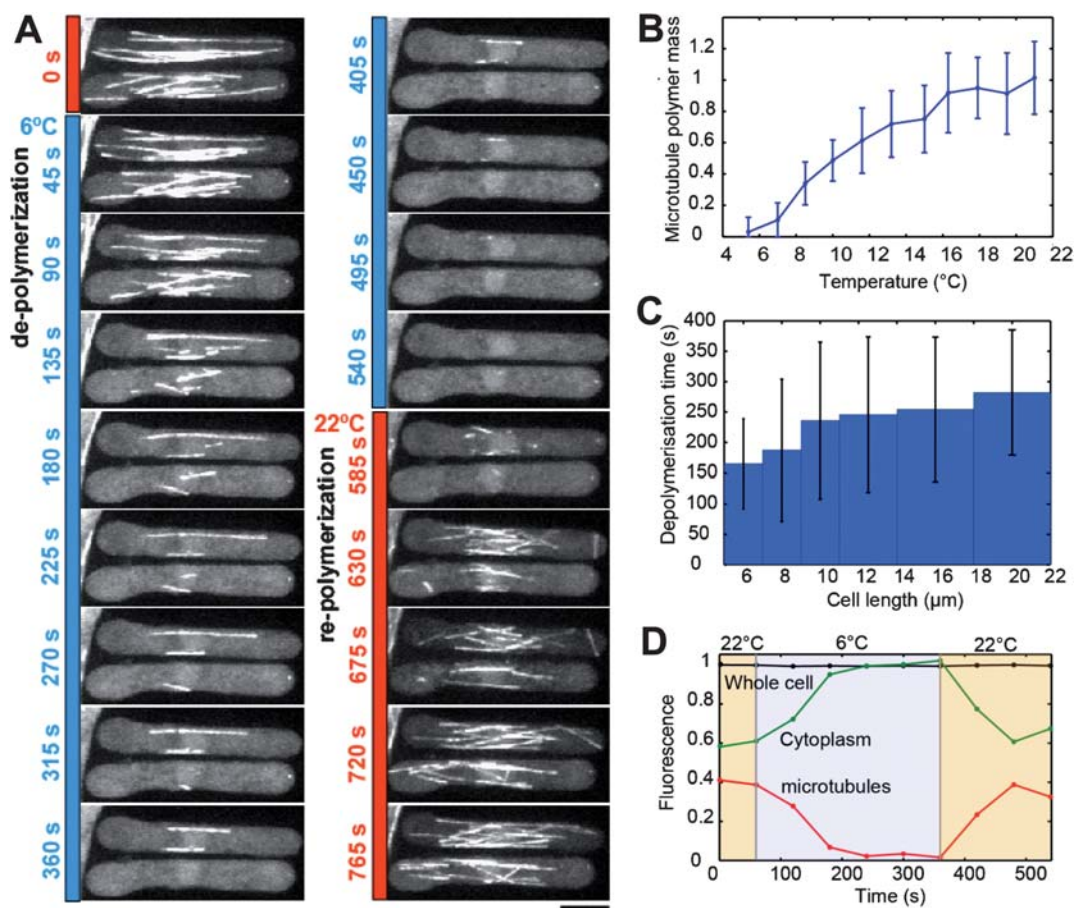 A
0 s
6°C
de-polymerization
45 s
90 s
135 s
180 s
225 s
270 s
315 s
360 s
405 s
450 s
495 s
540 s
22°C
re-polymerization
585 s
630 s
675 s
720 s
765 s
B
Microtubule polymer mass
1.2
1
0.8
0.6
0.4
0.2
0
4 6 8 10 12 14 16 18 20 22
Temperature (°C)
C
Depolymerisation time (s)
400
350
300
250
200
150
100
50
0
6 8 10 12 14 16 18 20 22
Cell length (µm)
D
22°C 6°C 22°C
Fluorescence
1
0.8
0.6
0.4
0.2
0
Whole cell
Cytoplasm
microtubules
0 100 200 300 400 500
Time (s)